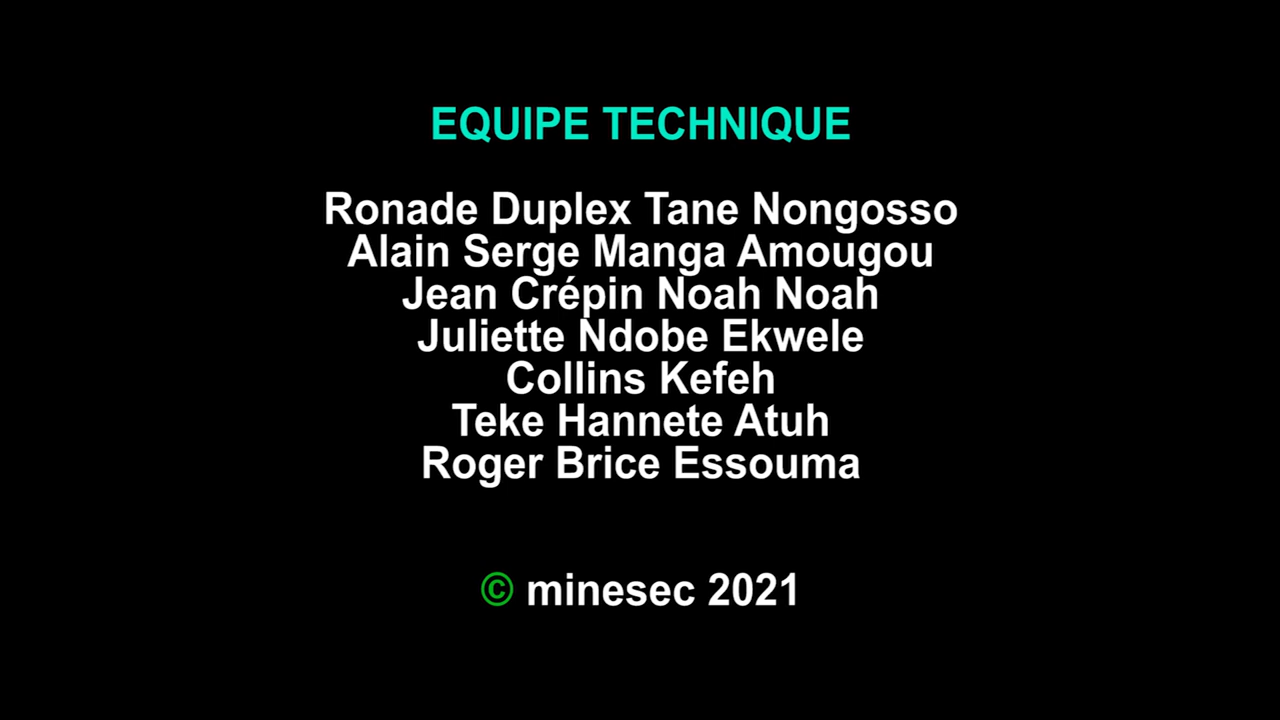 EQUIPE TECHNIQUE
Ronade Duplex Tane Nongosso
Alain Serge Manga Amougou
Jean Crépin Noah Noah
Juliette Ndobe Ekwele
Collins Kefeh
Teke Hannete Atuh
Roger Brice Essouma
© minesec 2021